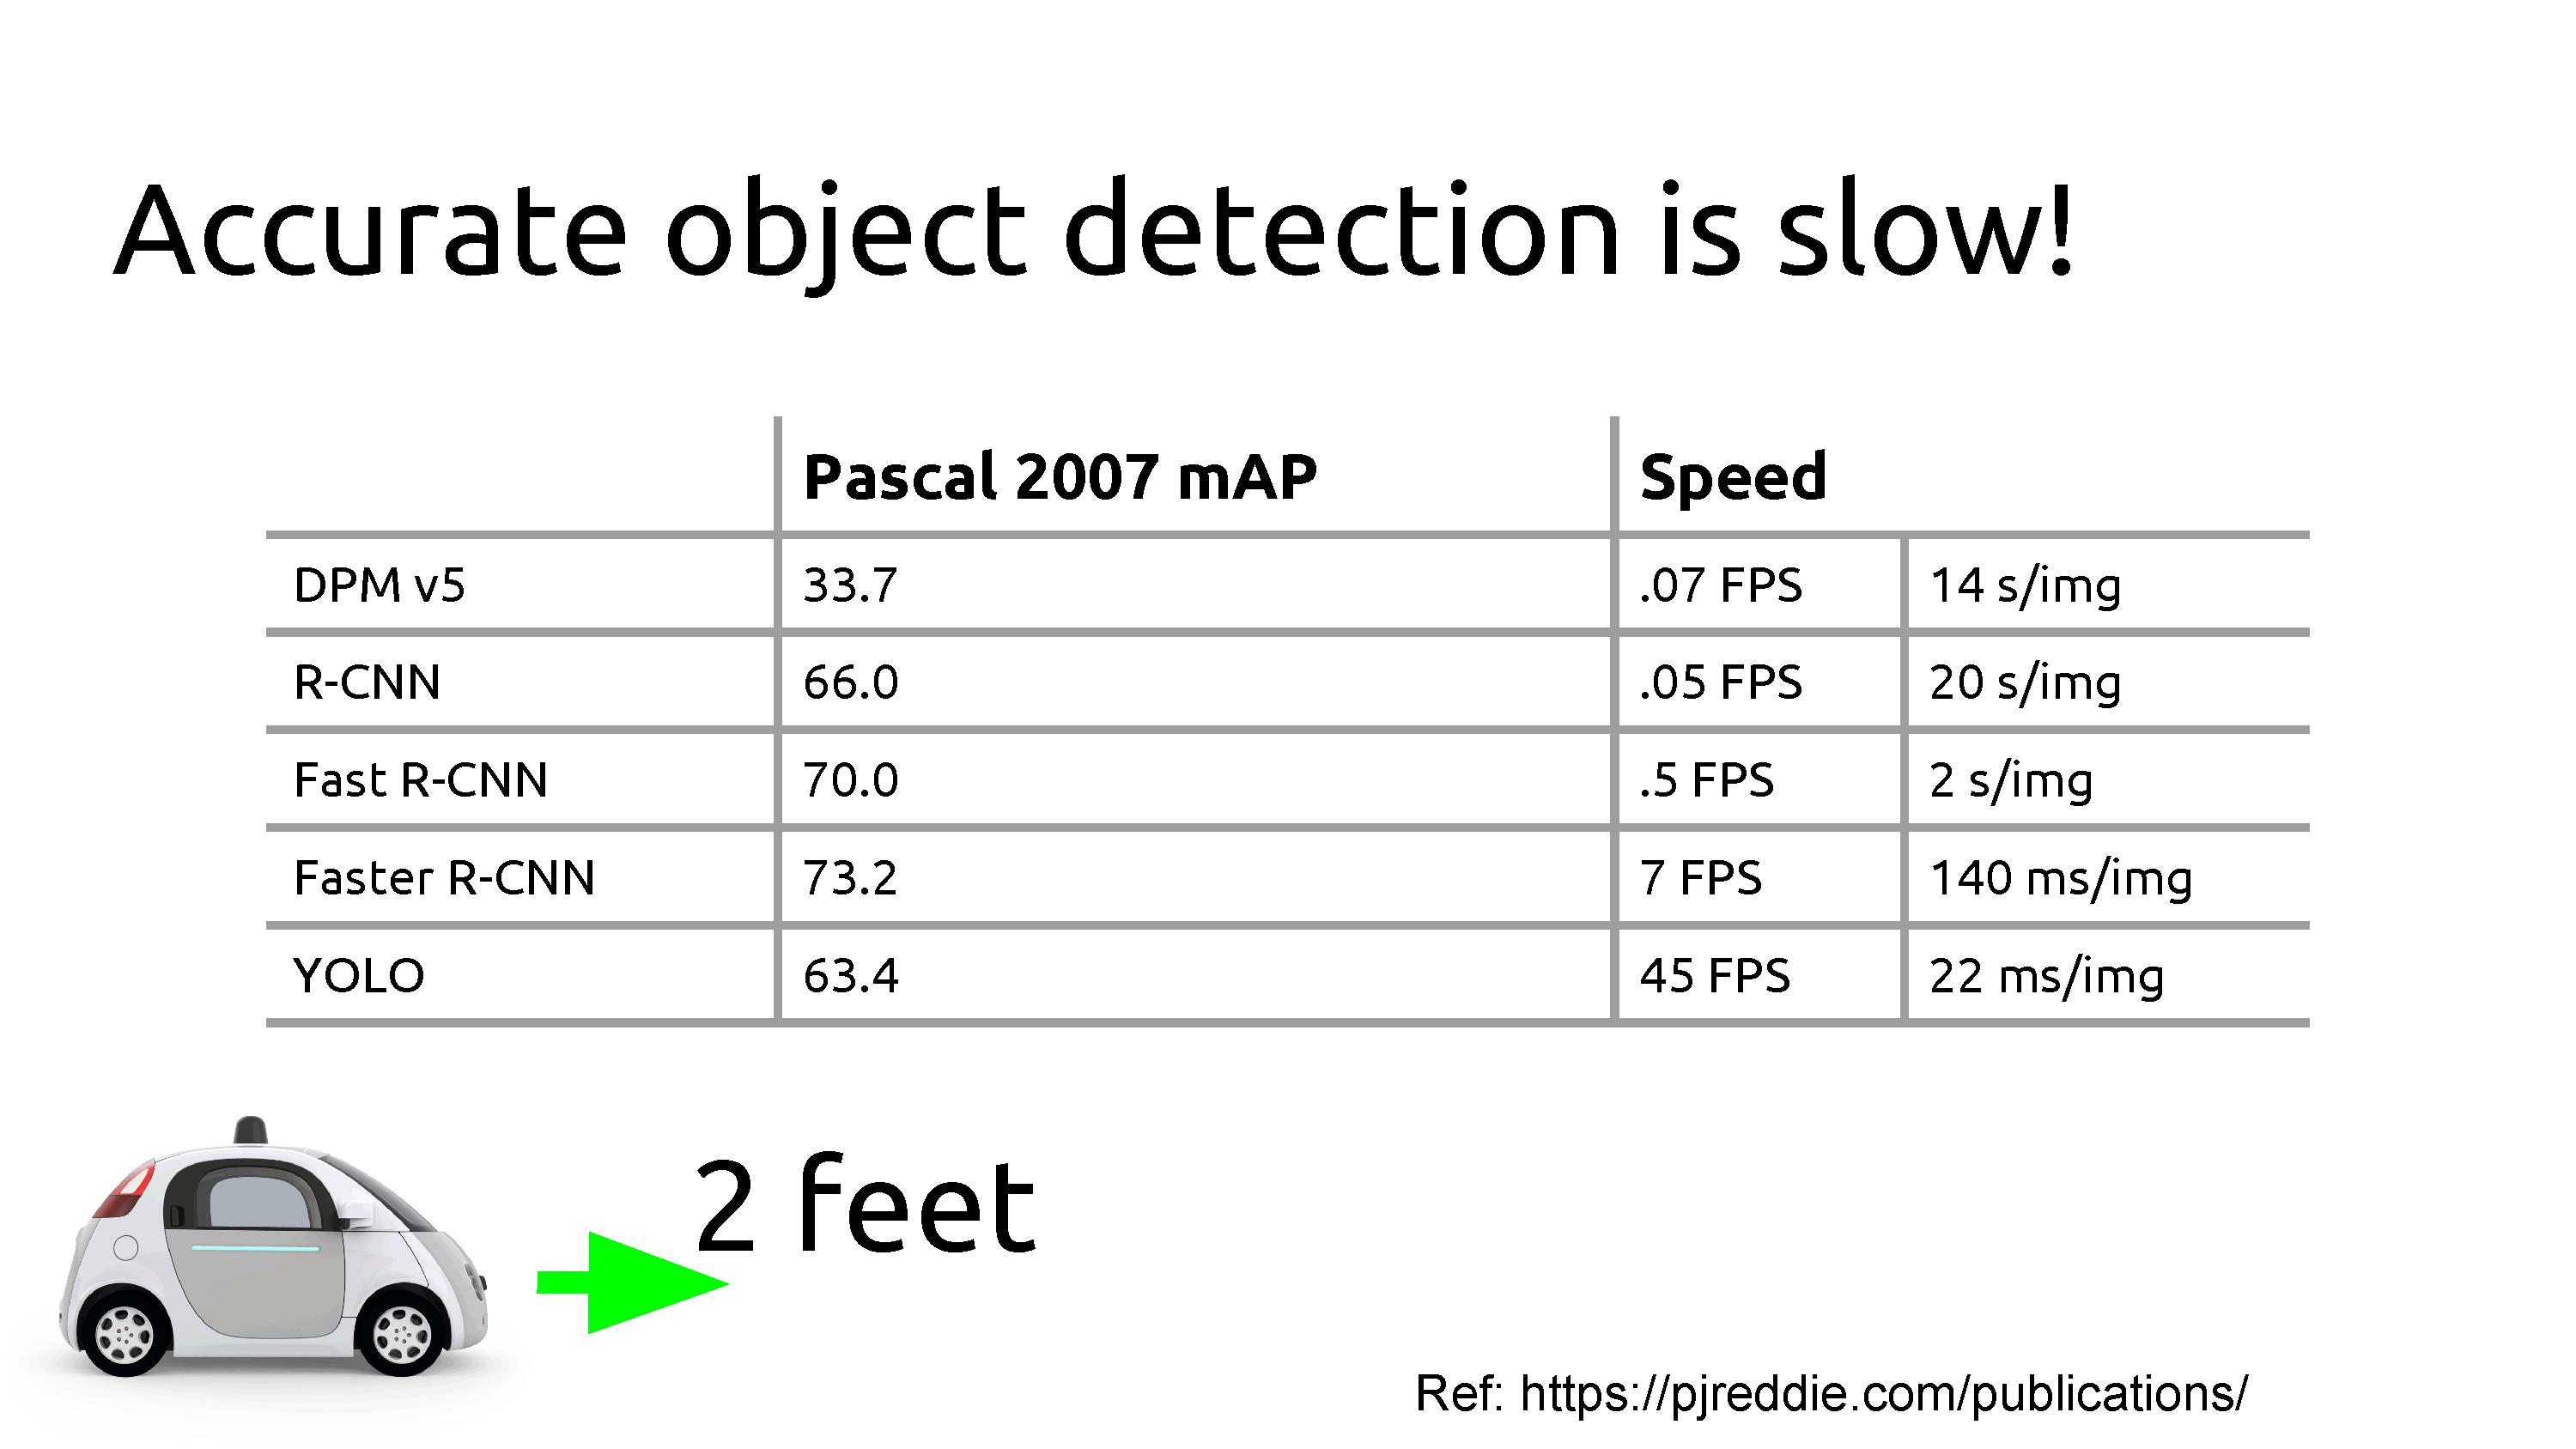 Accurate object detection is slow!
Pascal 2007 mAP Speed
DPM v5 33.7 .07 FPS 14 s/img
R-CNN 66.0 .05 FPS 20 s/img
Fast R-CNN 70.0 .5 FPS 2 s/img
Faster R-CNN 73.2 7 FPS 140 ms/img
YOLO 63.4 45 FPS 22 ms/img
2 feet
Ref: https://pjreddie.com/publications/